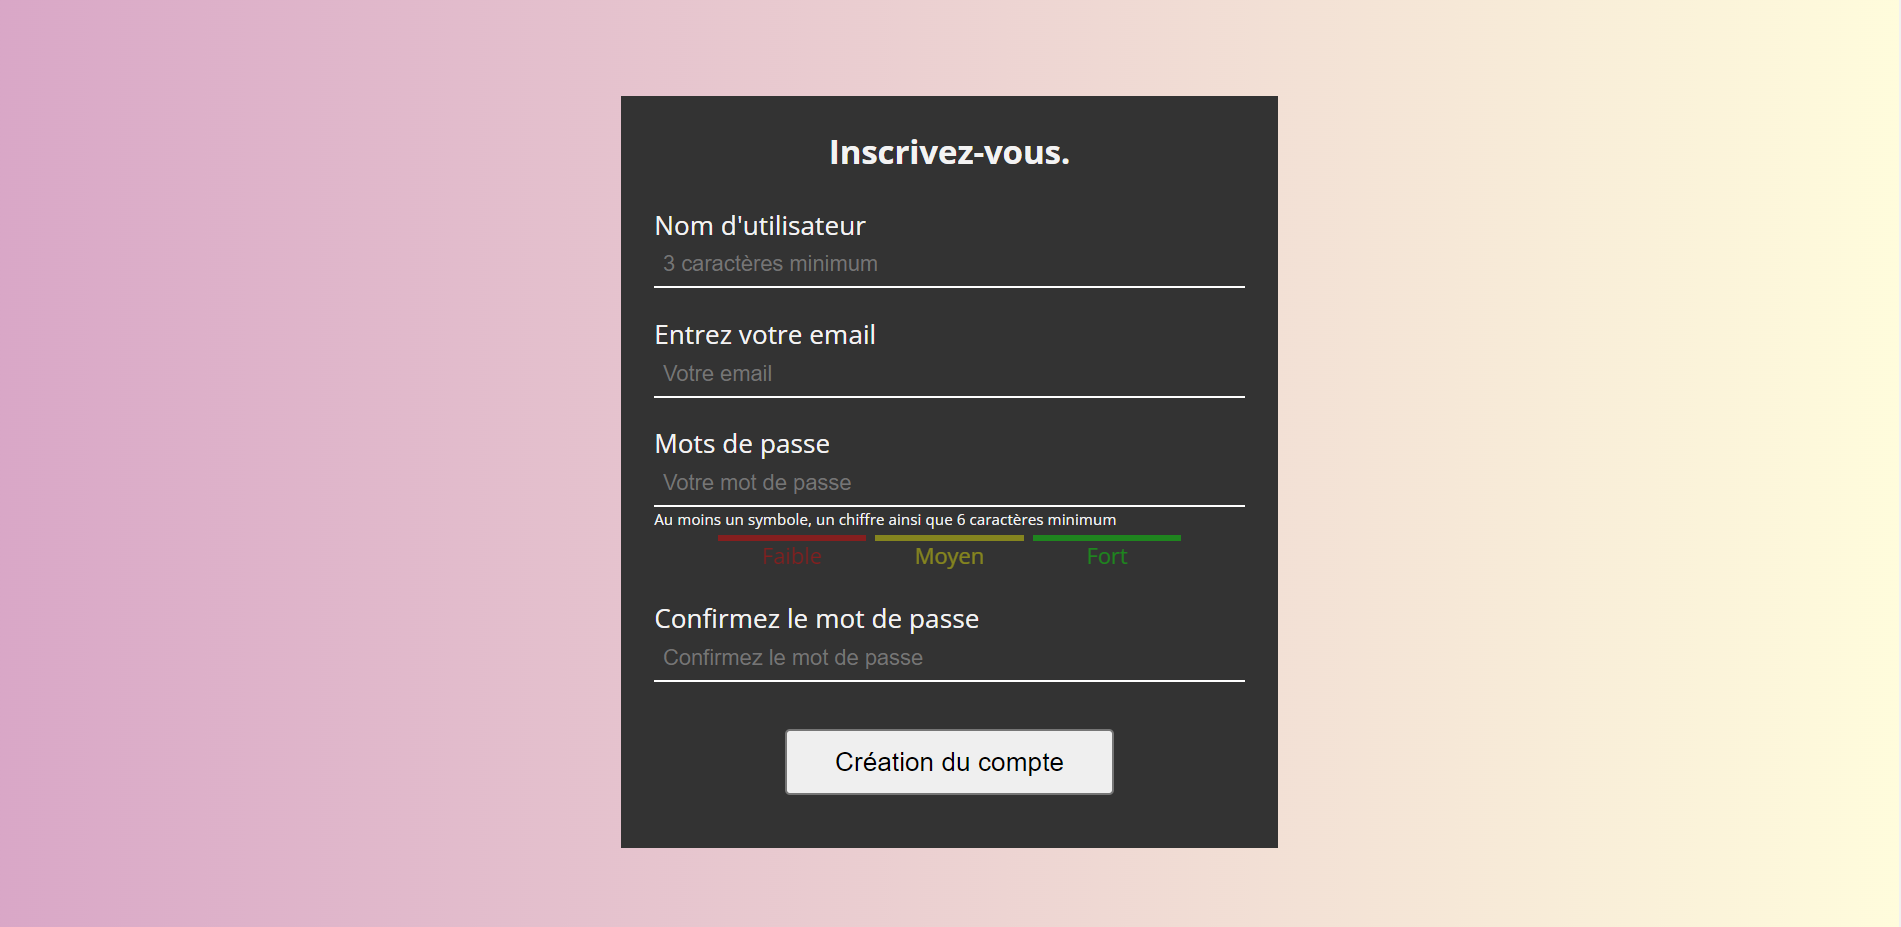 Inscrivez-vous.
Nom d'utilisateur
3 caractères minimum
Entrez votre email
Votre email
Mots de passe
Votre mot de passe
Au moins un symbole, un chiffre ainsi que 6 caractères minimum
Faible Moyen Fort
Confirmez le mot de passe
Confirmez le mot de passe
Création du compte